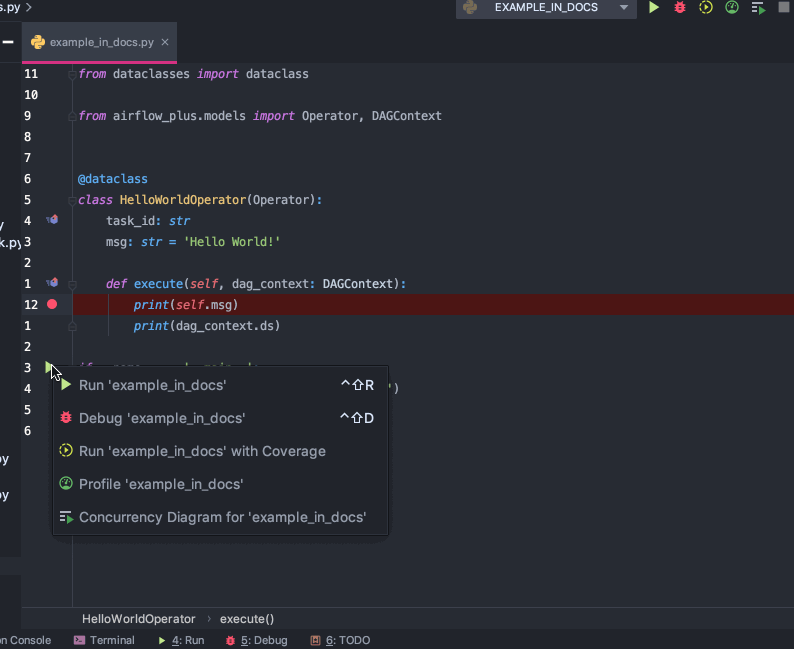 s.py
EXAMPLE_IN_DOCS
example_in_docs.py
11 from dataclasses import dataclass
10
9 from airflow_plus.models import Operator, DAGContext
8
7
6 @dataclass
5 class HelloWorldOperator(Operator):
4 task_id: str
3 msg: str = 'Hello World!'
2
1 def execute(self, dag_context: DAGContext):
12 print(self.msg)
1 print(dag_context.ds)
2
3
4 ')
5
6
y
k.py
py
py
Run 'example_in_docs' ^⇧R
Debug 'example_in_docs' ^⇧D
Run 'example_in_docs' with Coverage
Profile 'example_in_docs'
Concurrency Diagram for 'example_in_docs'
HelloWorldOperator › execute()
n Console Terminal 4: Run 5: Debug 6: TODO